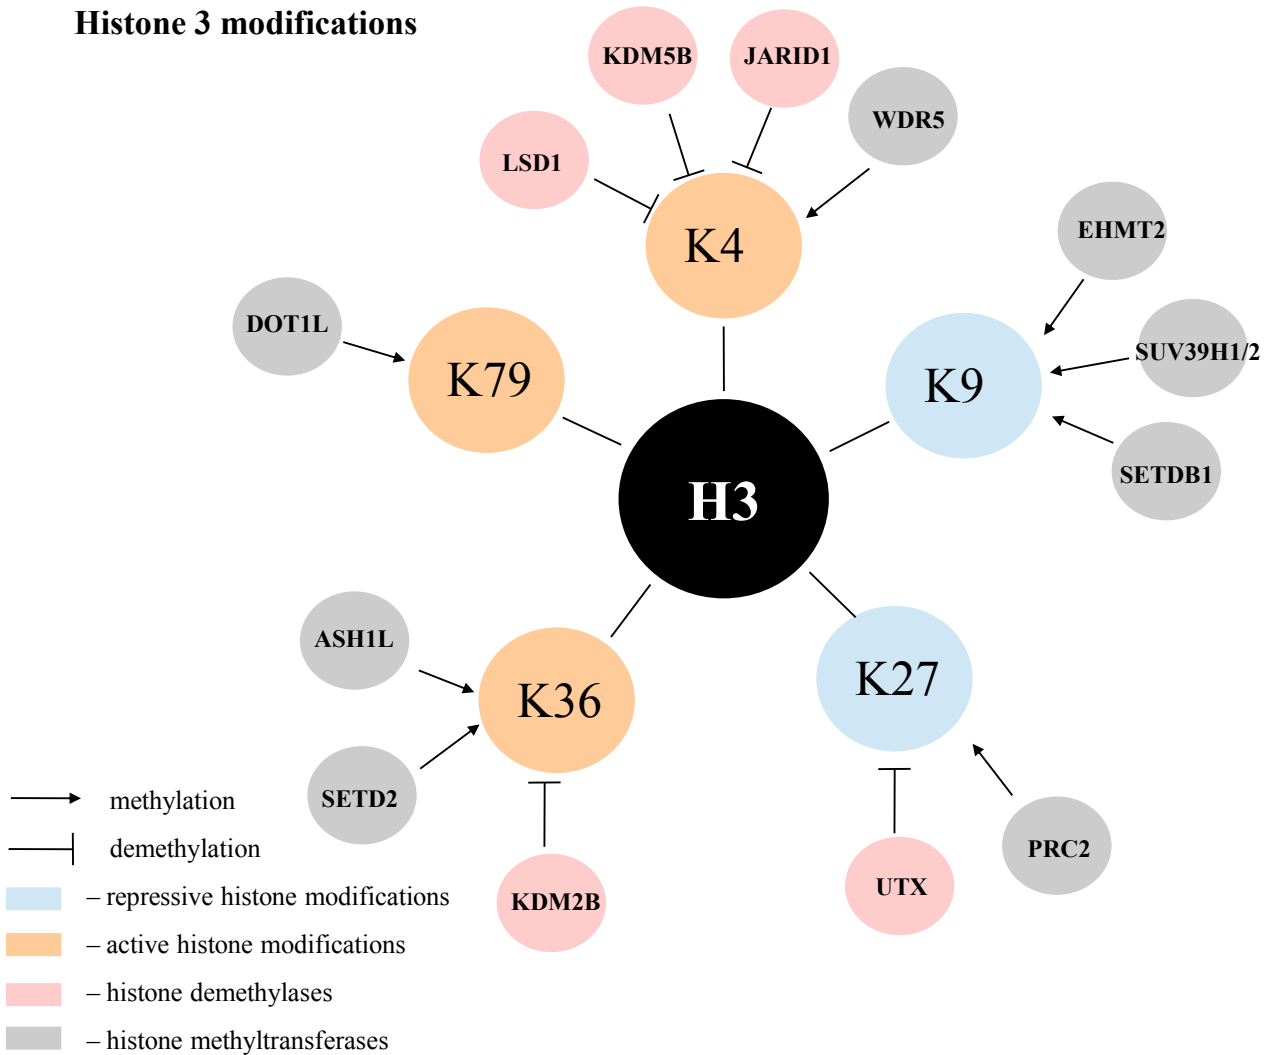 Histone 3 modifications
KDM5B
JARID1
WDR5
LSD1
K4
EHMT2
DOT1L
SUV39H1/2
K79
K9
SETDB1
H3
ASH1L
K36
K27
SETD2
KDM2B
UTX
PRC2
methylation
demethylation
– repressive histone modifications
– active histone modifications
– histone demethylases
– histone methyltransferases